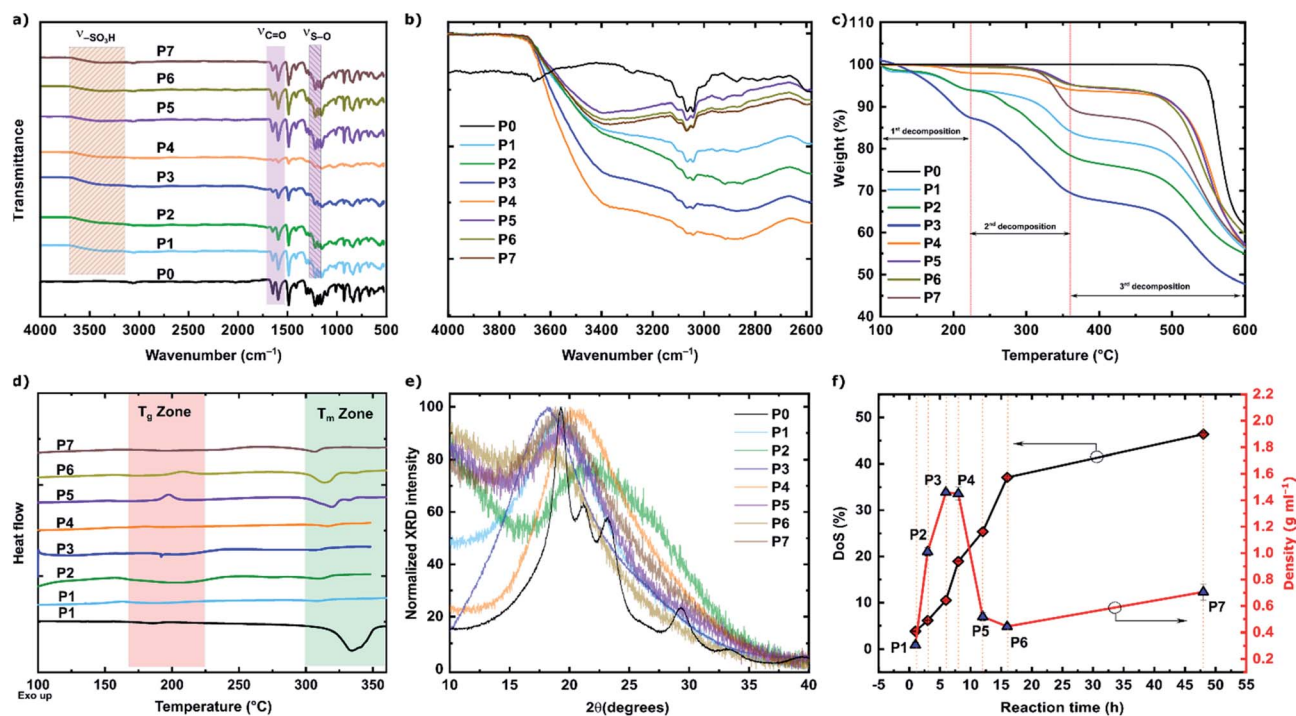 a)
ν–SO₃H
νC=O
νS–O
P7
P6
P5
P4
P3
P2
P1
P0
Transmittance
4000 3500 3000 2500 2000 1500 1000 500
Wavenumber (cm⁻¹)
b)
P0
P1
P2
P3
P4
P5
P6
P7
Transmittance
4000 3800 3600 3400 3200 3000 2800 2600
Wavenumber (cm⁻¹)
c)
110
100
90
80
70
60
50
40
Weight (%)
1st decomposition
2nd decomposition
3rd decomposition
P0
P1
P2
P3
P4
P5
P6
P7
100 200 300 400 500 600
Temperature (°C)
d)
Tg Zone
Tm Zone
P7
P6
P5
P4
P3
P2
P1
P1
Heat flow
100 150 200 250 300 350
Exo up
Temperature (°C)
e)
100
80
60
40
20
0
Normalized XRD intensity
P0
P1
P2
P3
P4
P5
P6
P7
10 15 20 25 30 35 40
2θ(degrees)
f)
50
40
30
20
10
0
DoS (%)
2.2
2.0
1.8
1.6
1.4
1.2
1.0
0.8
0.6
0.4
0.2
Density (g ml⁻¹)
P3
P4
P2
P1
P5
P6
P7
-5 0 5 10 15 20 25 30 35 40 45 50 55
Reaction time (h)